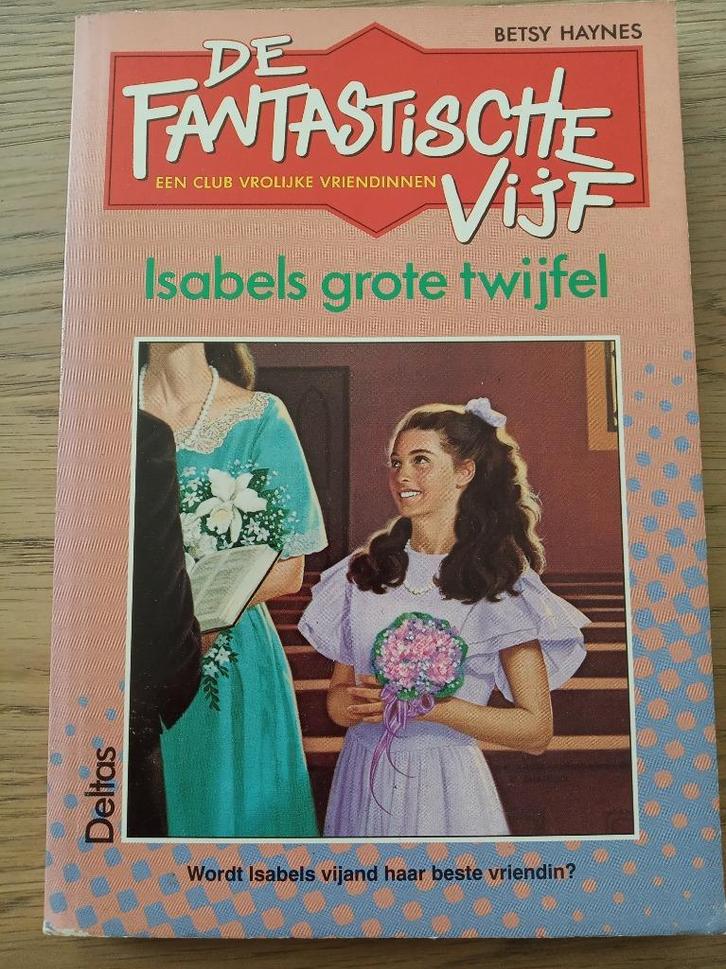 BETSY HAYNES
DE
FANTASTiSCHE
EEN CLUB VROLIJKE VRIENDINNEN
ViJF
Isabels grote twijfel
Deltas
Wordt Isabels vijand haar beste vriendin?